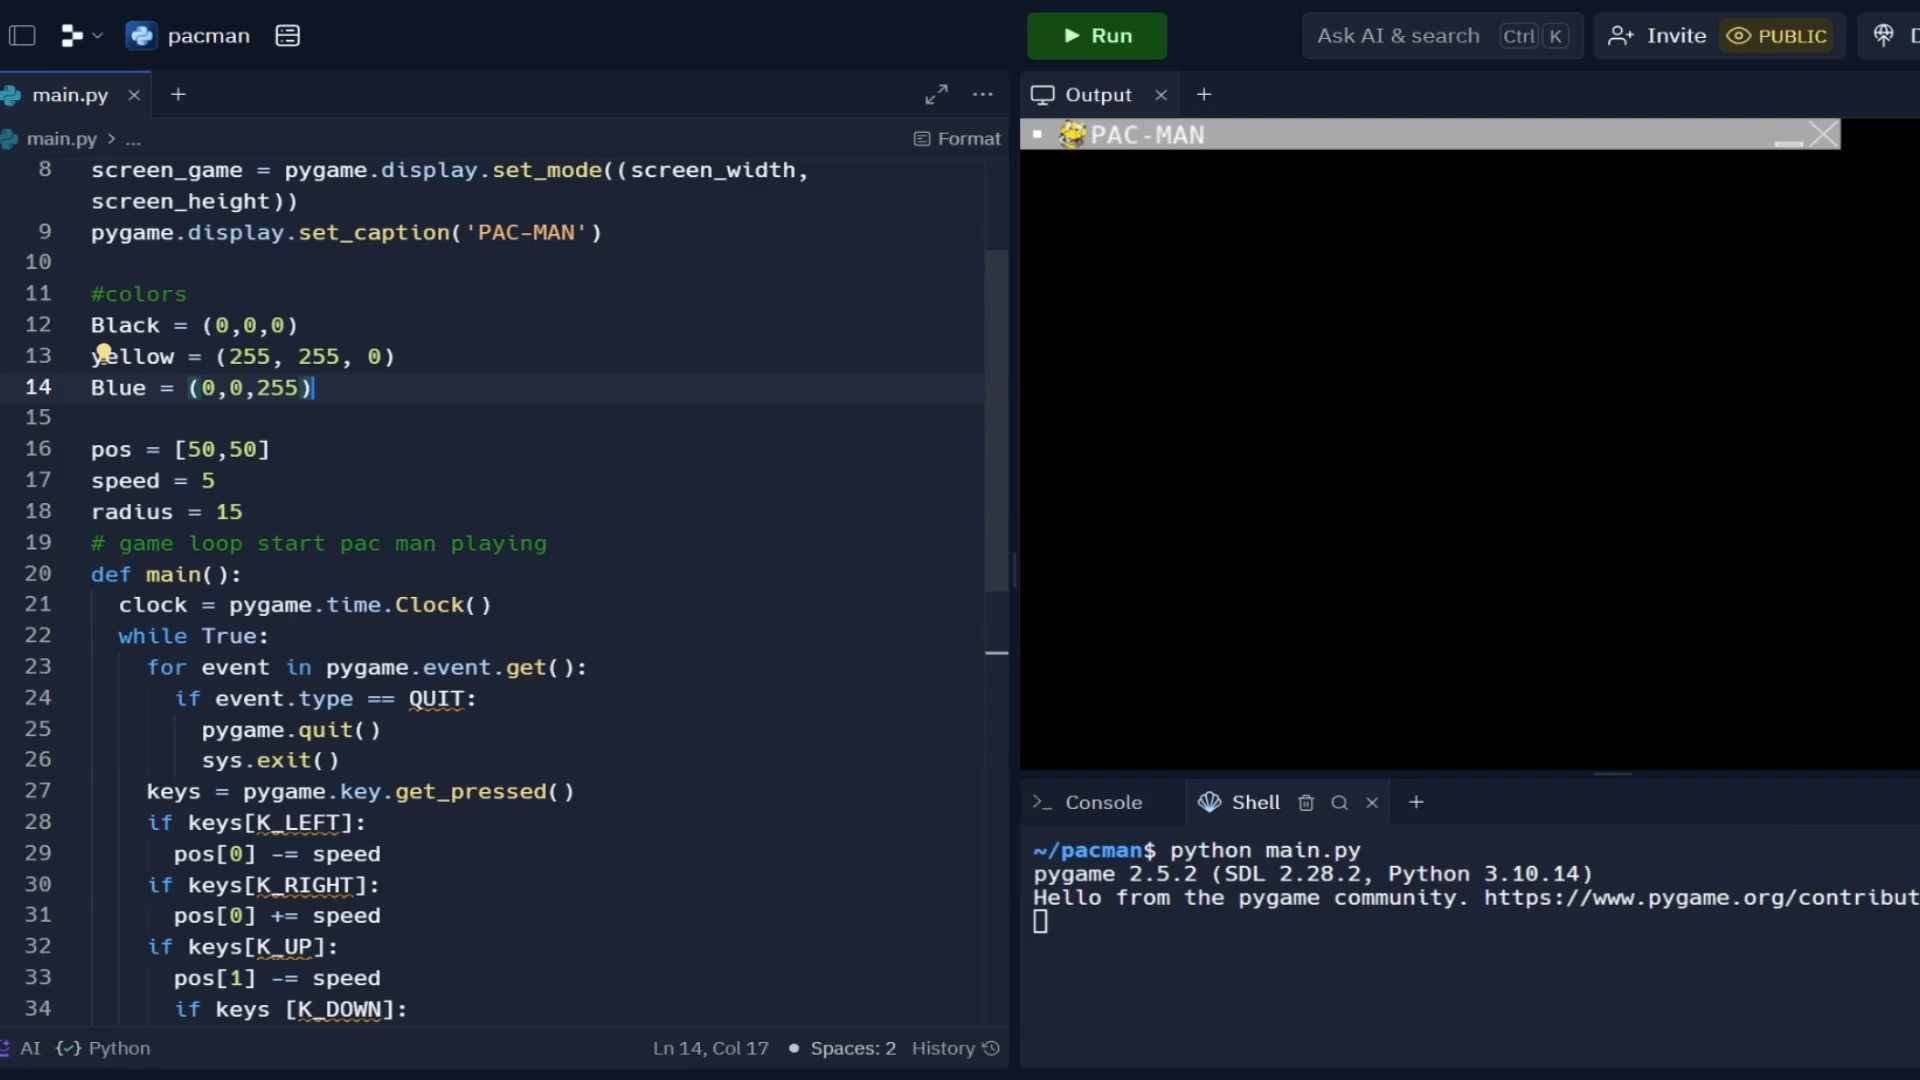 pacman
Run
Ask AI & search Ctrl K
Invite
PUBLIC
main.py
Output
main.py > ...
Format
PAC-MAN
8 screen_game = pygame.display.set_mode((screen_width,
screen_height))
9 pygame.display.set_caption('PAC-MAN')
10
11 #colors
12 Black = (0,0,0)
13 yellow = (255, 255, 0)
14 Blue = (0,0,255)
15
16 pos = [50,50]
17 speed = 5
18 radius = 15
19 # game loop start pac man playing
20 def main():
21 clock = pygame.time.Clock()
22 while True:
23 for event in pygame.event.get():
24 if event.type == QUIT:
25 pygame.quit()
26 sys.exit()
27 keys = pygame.key.get_pressed()
28 if keys[K_LEFT]:
29 pos[0] -= speed
30 if keys[K_RIGHT]:
31 pos[0] += speed
32 if keys[K_UP]:
33 pos[1] -= speed
34 if keys [K_DOWN]:
Console
Shell
~/pacman$ python main.py
pygame 2.5.2 (SDL 2.28.2, Python 3.10.14)
Hello from the pygame community. https://www.pygame.org/contribut
AI
Python
Ln 14, Col 17
Spaces: 2
History